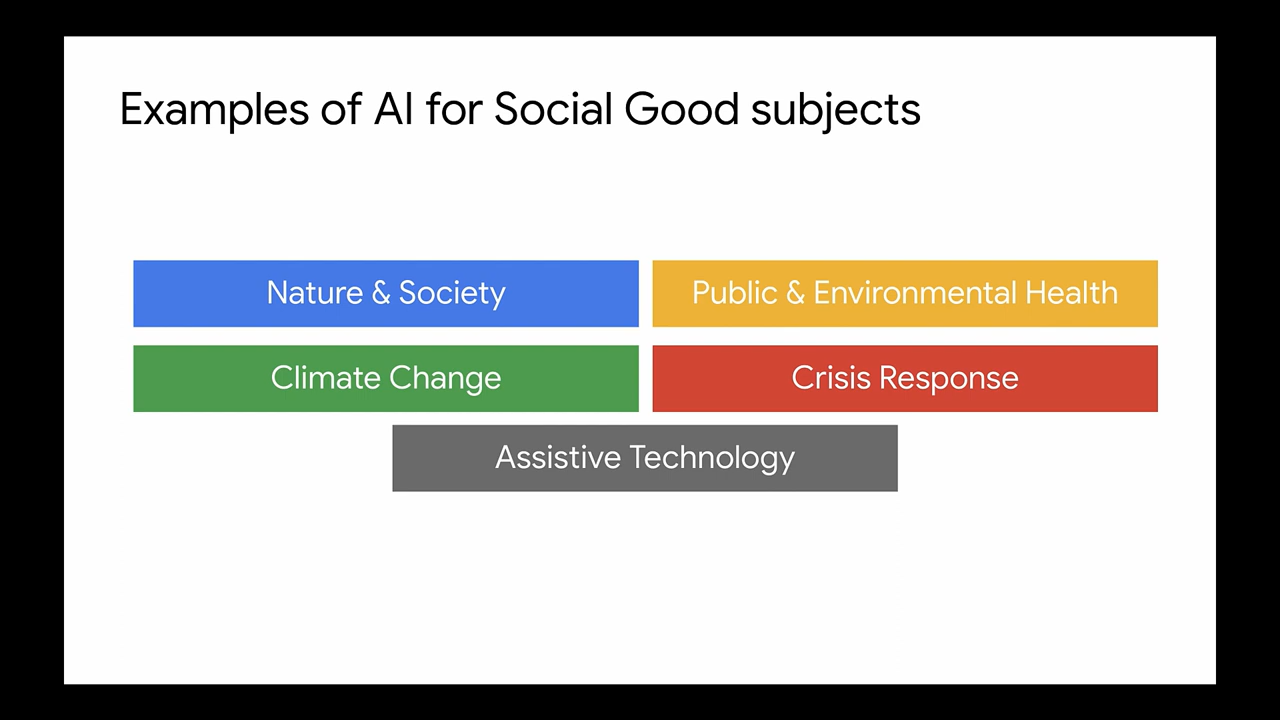 Examples of AI for Social Good subjects
Nature & Society
Public & Environmental Health
Climate Change
Crisis Response
Assistive Technology